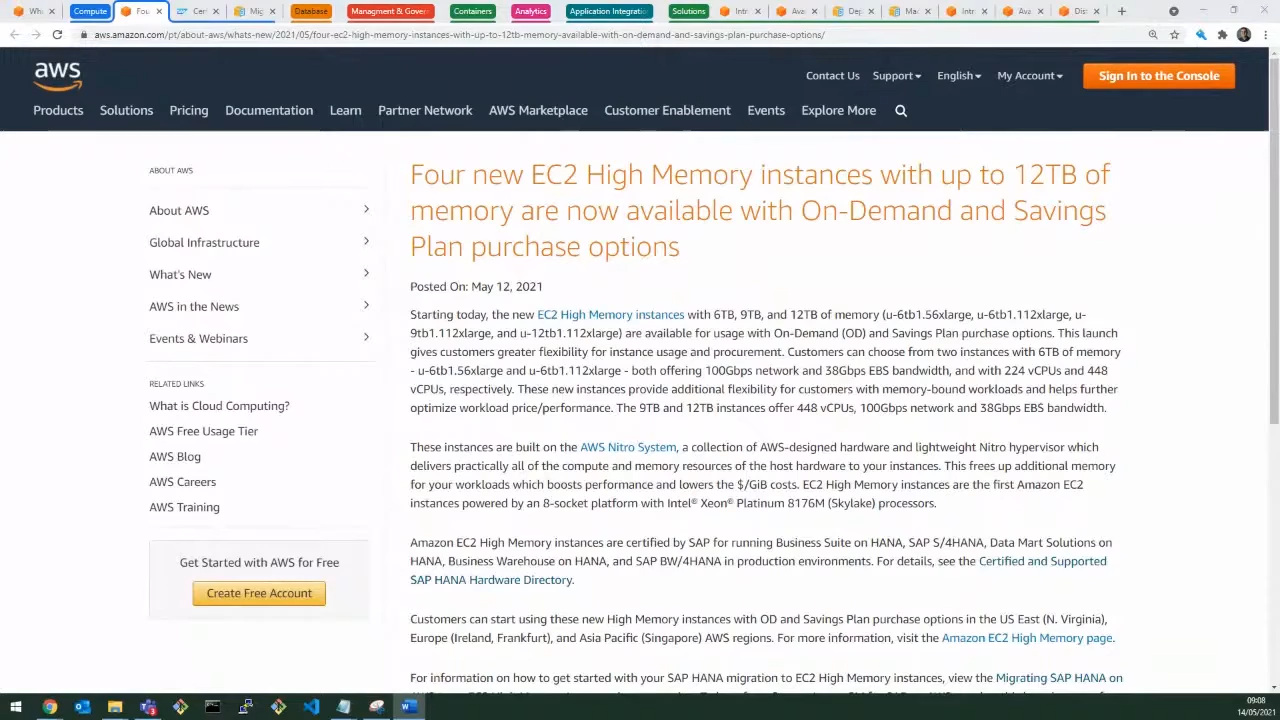 Wha
Compute
Fou
Cer
Mig
Database
Managment & Govern
Containers
Analytics
Application Integratio
Solutions
Intr
Ava
Dep
Mac
Intr
Ava
Dis
aws.amazon.com/pt/about-aws/whats-new/2021/05/four-ec2-high-memory-instances-with-up-to-12tb-memory-available-with-on-demand-and-savings-plan-purchase-options/
aws
Contact Us Support English My Account Sign In to the Console
Products Solutions Pricing Documentation Learn Partner Network AWS Marketplace Customer Enablement Events Explore More
ABOUT AWS
About AWS
Global Infrastructure
What's New
AWS in the News
Events & Webinars
RELATED LINKS
What is Cloud Computing?
AWS Free Usage Tier
AWS Blog
AWS Careers
AWS Training
Get Started with AWS for Free
Create Free Account
Four new EC2 High Memory instances with up to 12TB of
memory are now available with On-Demand and Savings
Plan purchase options
Posted On: May 12, 2021
Starting today, the new EC2 High Memory instances with 6TB, 9TB, and 12TB of memory (u-6tb1.56xlarge, u-6tb1.112xlarge, u-
9tb1.112xlarge, and u-12tb1.112xlarge) are available for usage with On-Demand (OD) and Savings Plan purchase options. This launch
gives customers greater flexibility for instance usage and procurement. Customers can choose from two instances with 6TB of memory
- u-6tb1.56xlarge and u-6tb1.112xlarge - both offering 100Gbps network and 38Gbps EBS bandwidth, and with 224 vCPUs and 448
vCPUs, respectively. These new instances provide additional flexibility for customers with memory-bound workloads and helps further
optimize workload price/performance. The 9TB and 12TB instances offer 448 vCPUs, 100Gbps network and 38Gbps EBS bandwidth.
These instances are built on the AWS Nitro System, a collection of AWS-designed hardware and lightweight Nitro hypervisor which
delivers practically all of the compute and memory resources of the host hardware to your instances. This frees up additional memory
for your workloads which boosts performance and lowers the $/GiB costs. EC2 High Memory instances are the first Amazon EC2
instances powered by an 8-socket platform with Intel® Xeon® Platinum 8176M (Skylake) processors.
Amazon EC2 High Memory instances are certified by SAP for running Business Suite on HANA, SAP S/4HANA, Data Mart Solutions on
HANA, Business Warehouse on HANA, and SAP BW/4HANA in production environments. For details, see the Certified and Supported
SAP HANA Hardware Directory.
Customers can start using these new High Memory instances with OD and Savings Plan purchase options in the US East (N. Virginia),
Europe (Ireland, Frankfurt), and Asia Pacific (Singapore) AWS regions. For more information, visit the Amazon EC2 High Memory page.
For information on how to get started with your SAP HANA migration to EC2 High Memory instances, view the Migrating SAP HANA on
09:08
14/05/2021